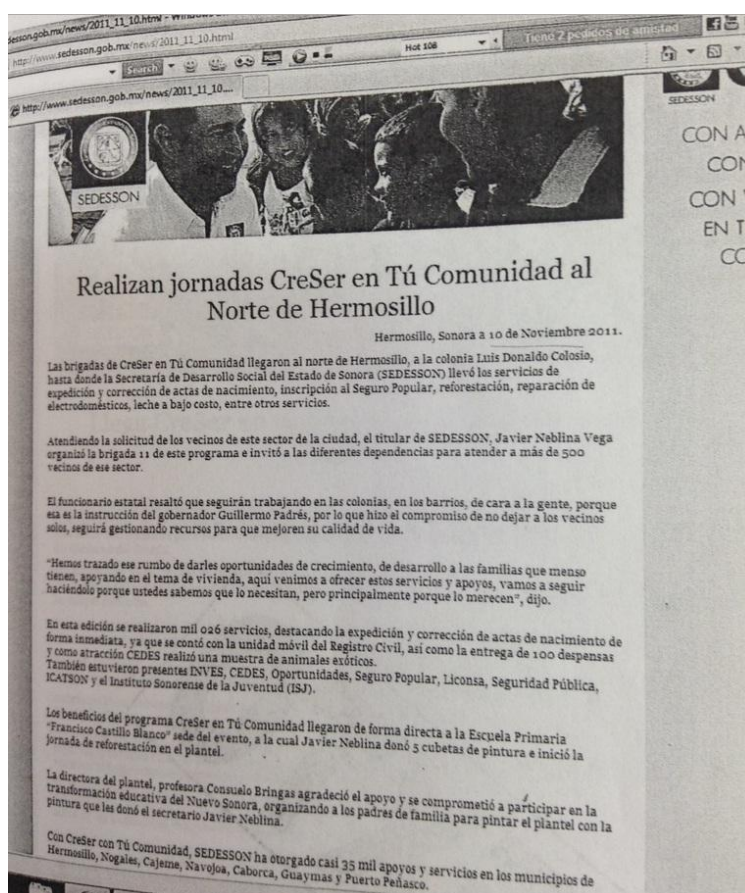 http://www.sedesson.gob.mx/news/2011_11_10.html
Search
Hot 108
Tiene 2 pedidos de amistad
http://www.sedesson.gob.mx/news/2011_11_10....
SEDESSON
SEDESSON
CON A
CON
CON
EN T
CO
Realizan jornadas CreSer en Tú Comunidad al
Norte de Hermosillo
Hermosillo, Sonora a 10 de Noviembre 2011.
Las brigadas de CreSer en Tú Comunidad llegaron al norte de Hermosillo, a la colonia Luis Donaldo Colosio,
hasta donde la Secretaría de Desarrollo Social del Estado de Sonora (SEDESSON) llevó los servicios de
expedición y corrección de actas de nacimiento, inscripción al Seguro Popular, reforestación, reparación de
electrodomésticos, leche a bajo costo, entre otros servicios.
Atendiendo la solicitud de los vecinos de este sector de la ciudad, el titular de SEDESSON, Javier Neblina Vega
organizó la brigada 11 de este programa e invitó a las diferentes dependencias para atender a más de 500
vecinos de ese sector.
El funcionario estatal resaltó que seguirán trabajando en las colonias, en los barrios, de cara a la gente, porque
esa es la instrucción del gobernador Guillermo Padrés, por lo que hizo el compromiso de no dejar a los vecinos
solos, seguirá gestionando recursos para que mejoren su calidad de vida.
"Hemos trazado ese rumbo de darles oportunidades de crecimiento, de desarrollo a las familias que menso
tienen, apoyando en el tema de vivienda, aquí venimos a ofrecer estos servicios y apoyos, vamos a seguir
haciéndolo porque ustedes sabemos que lo necesitan, pero principalmente porque lo merecen", dijo.
En esta edición se realizaron mil 026 servicios, destacando la expedición y corrección de actas de nacimiento de
forma inmediata, ya que se contó con la unidad móvil del Registro Civil, así como la entrega de 100 despensas
y como atracción CEDES realizó una muestra de animales exóticos.
También estuvieron presentes INVES, CEDES, Oportunidades, Seguro Popular, Liconsa, Seguridad Pública,
ICATSON y el Instituto Sonorense de la Juventud (ISJ).
Los beneficios del programa CreSer en Tú Comunidad llegaron de forma directa a la Escuela Primaria
"Francisco Castillo Blanco" sede del evento, a la cual Javier Neblina donó 5 cubetas de pintura e inició la
jornada de reforestación en el plantel.
La directora del plantel, profesora Consuelo Bringas agradeció el apoyo y se comprometió a participar en la
transformación educativa del Nuevo Sonora, organizando a los padres de familia para pintar el plantel con la
pintura que les donó el secretario Javier Neblina.
Con CreSer con Tú Comunidad, SEDESSON ha otorgado casi 35 mil apoyos y servicios en los municipios de
Hermosillo, Nogales, Cajeme, Navojoa, Caborca, Guaymas y Puerto Peñasco.